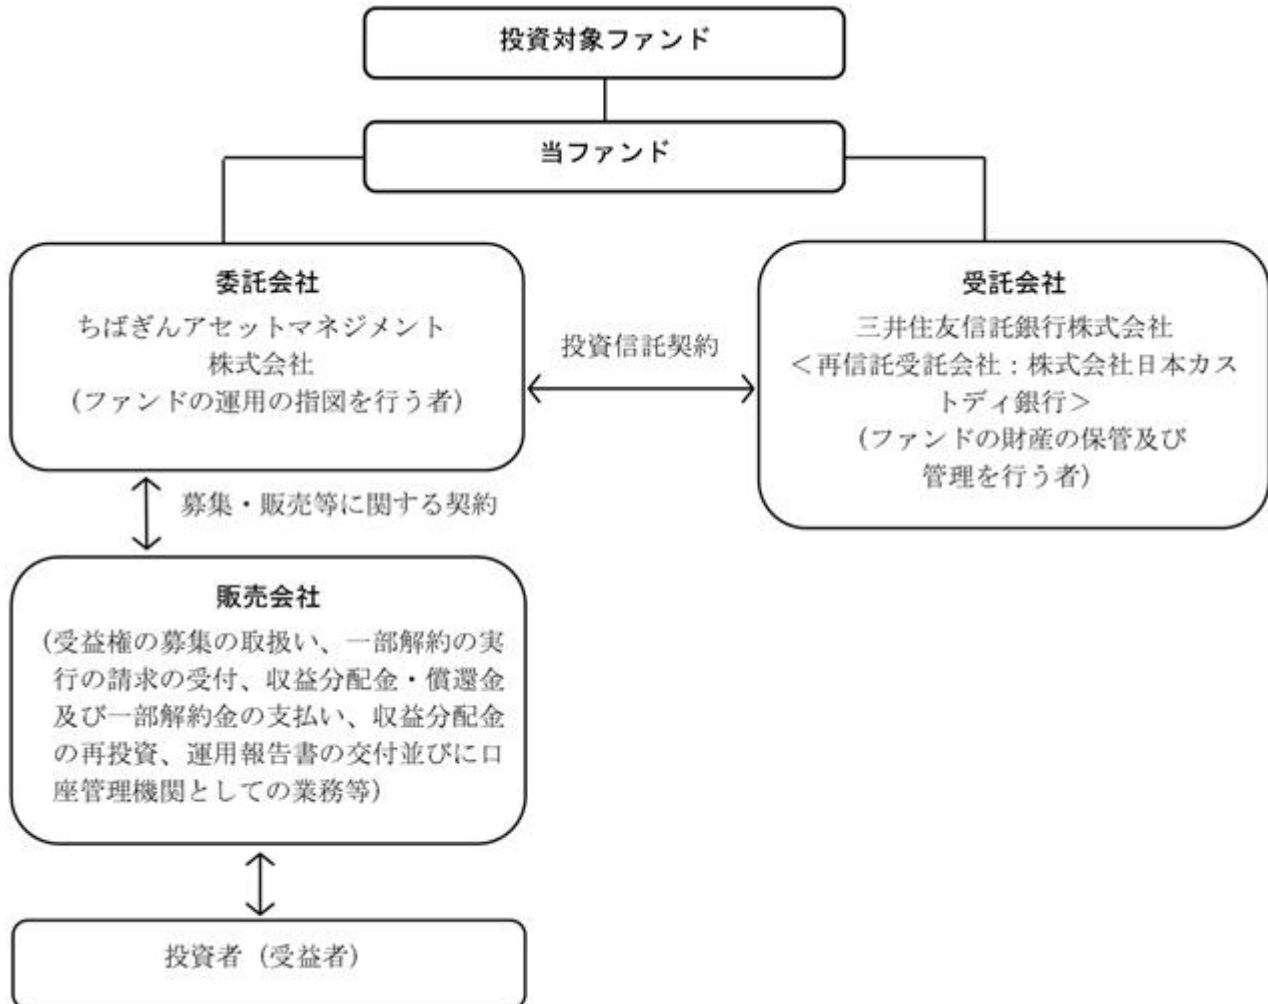 投資対象ファンド
当ファンド
委託会社
ちばぎんアセットマネジメント
株式会社
(ファンドの運用の指図を行う者)
投資信託契約
受託会社
三井住友信託銀行株式会社
<再信託受託会社：株式会社日本カス
トディ銀行>
(ファンドの財産の保管及び
管理を行う者)
募集・販売等に関する契約
販売会社
(受益権の募集の取扱い、一部解約の実
行の請求の受付、収益分配金・償還金
及び一部解約金の支払い、収益分配金
の再投資、運用報告書の交付並びに口
座管理機関としての業務等)
投資者（受益者）